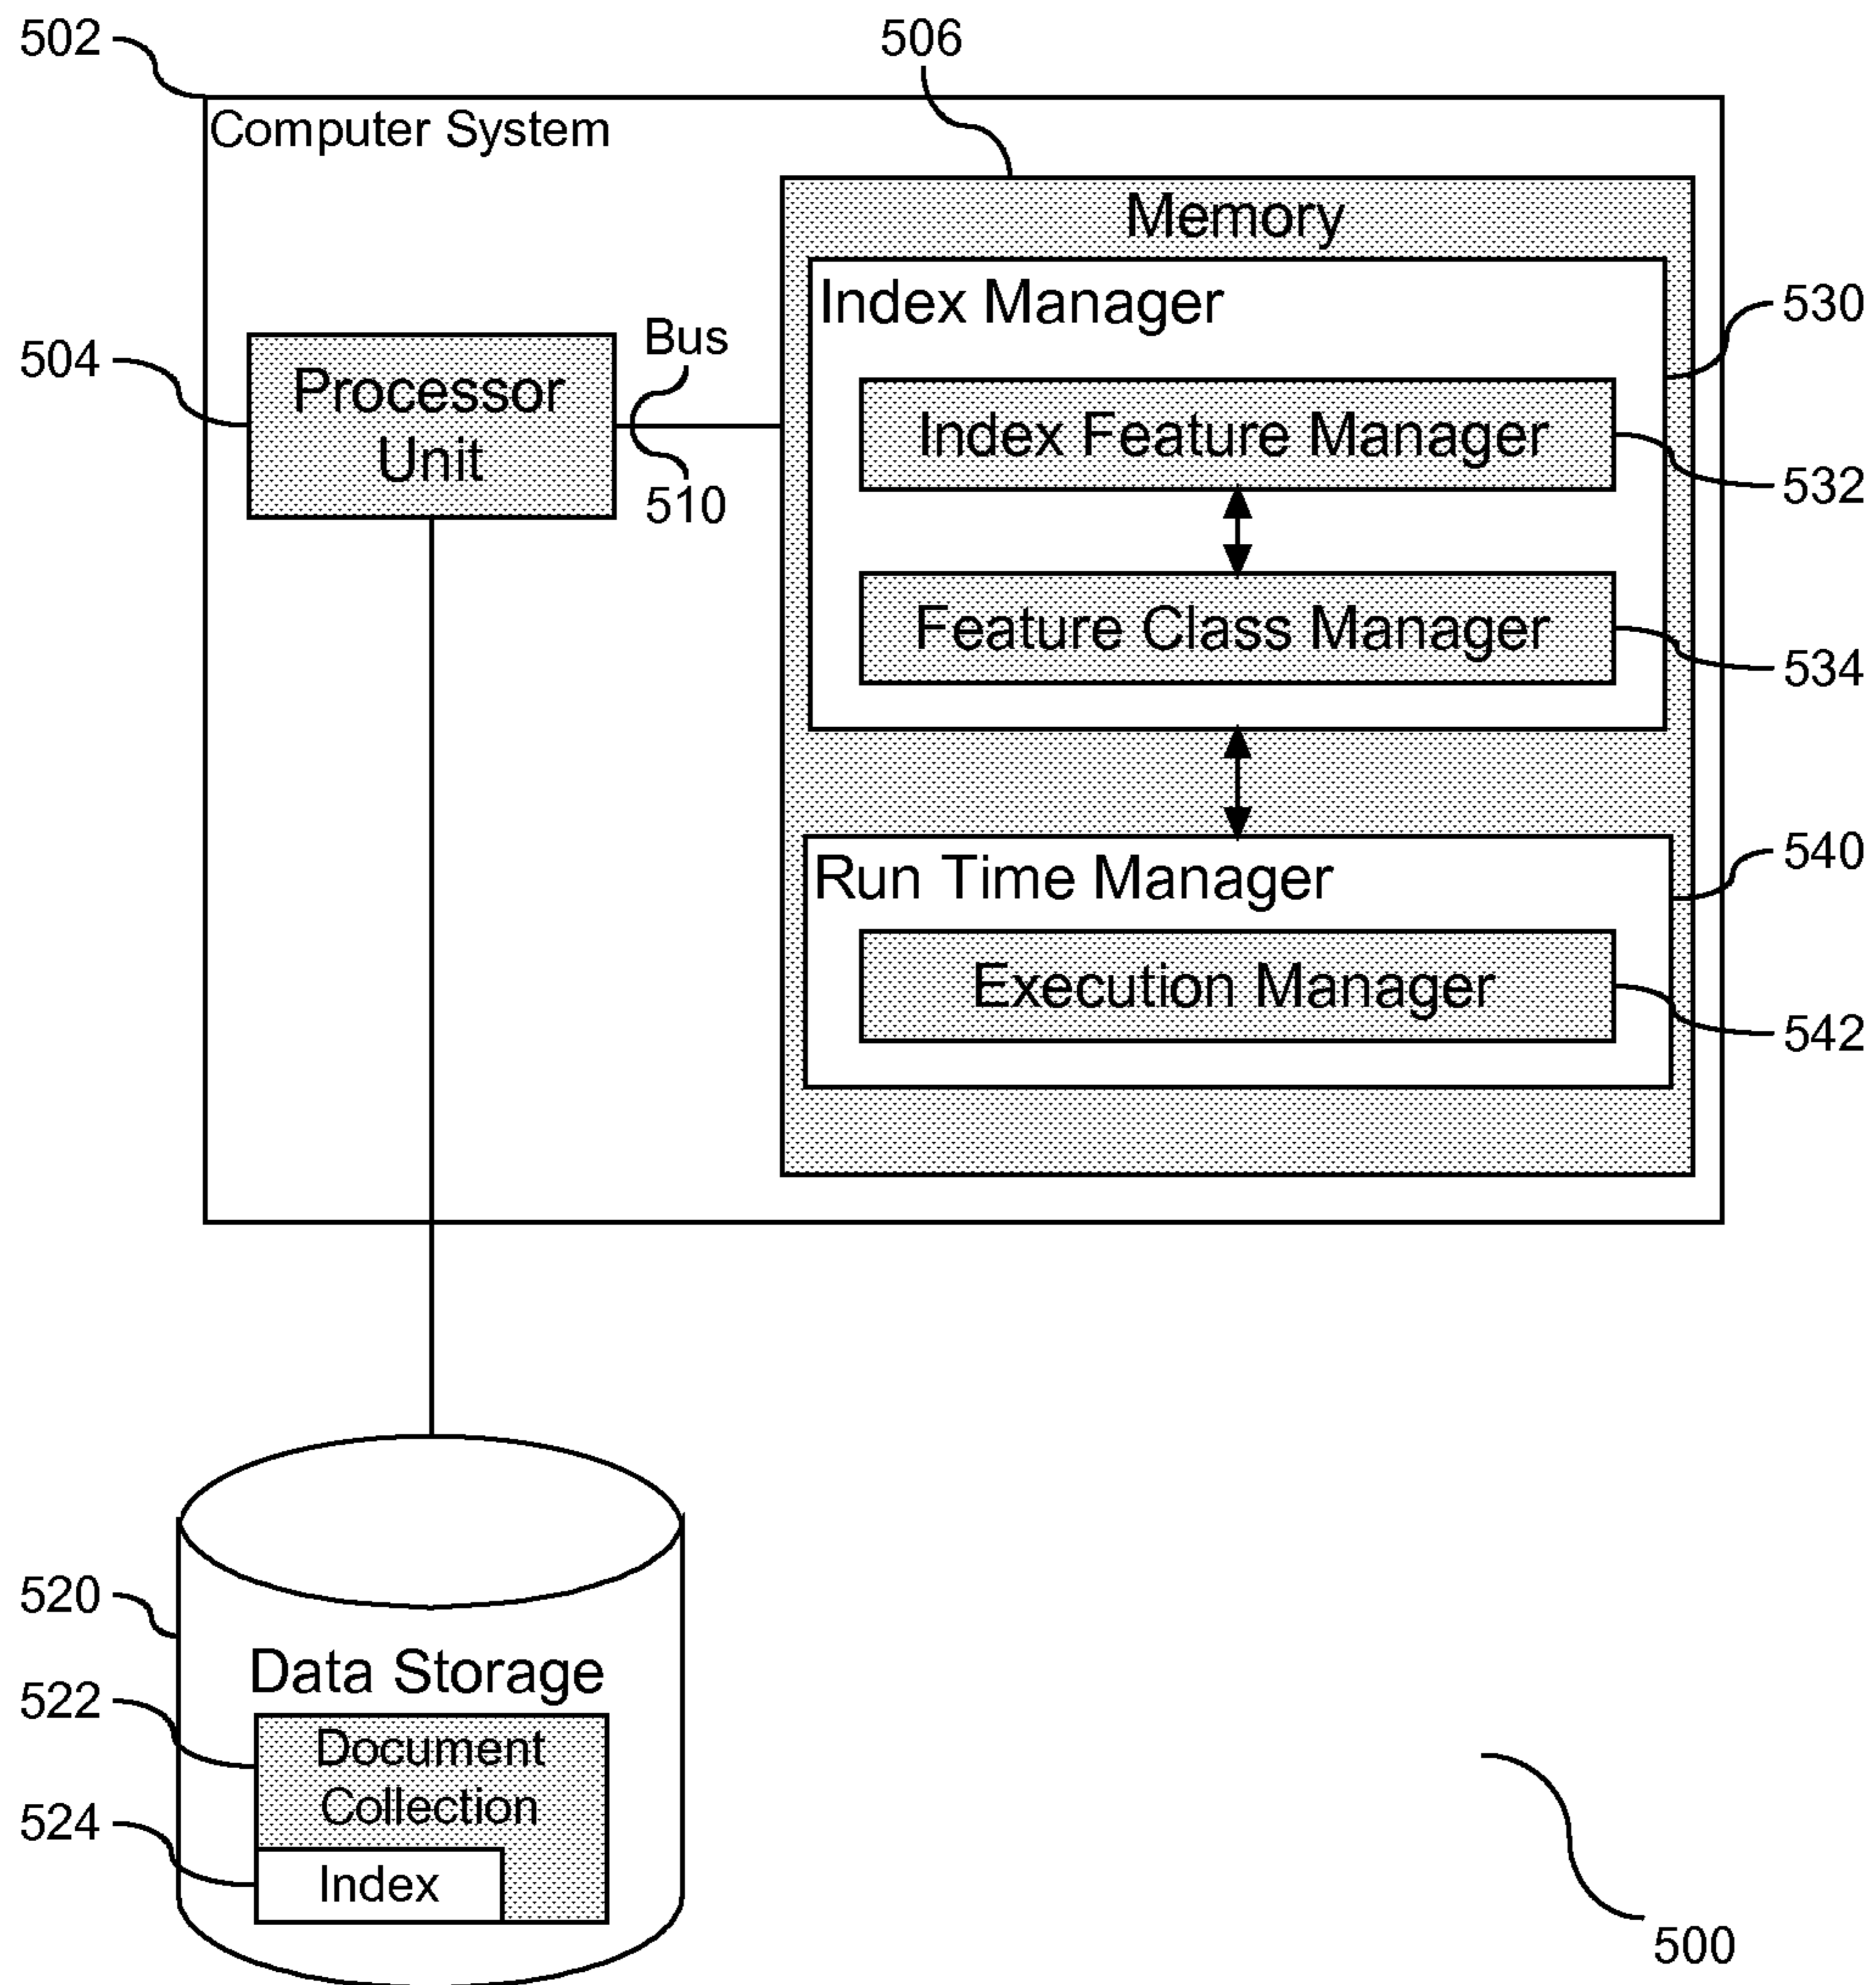 502
506
Computer System
Memory
Index Manager
530
Bus
504
Processor
Unit
Index Feature Manager
510
532
Feature Class Manager
534
Run Time Manager
540
Execution Manager
542
520
Data Storage
522
Document
Collection
524
Index
500